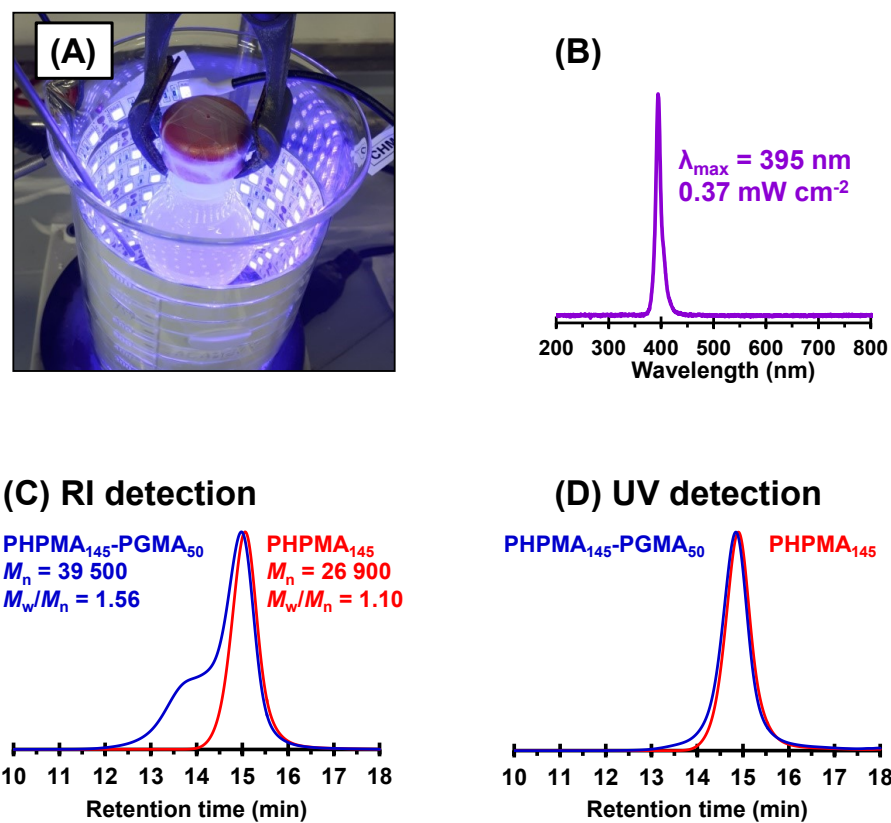 (A)
CHM
(B)
λmax = 395 nm
0.37 mW cm-2
200 300 400 500 600 700 800
Wavelength (nm)
(C) RI detection
PHPMA145-PGMA50
Mn = 39 500
Mw/Mn = 1.56
PHPMA145
Mn = 26 900
Mw/Mn = 1.10
10 11 12 13 14 15 16 17 18
Retention time (min)
(D) UV detection
PHPMA145-PGMA50
PHPMA145
10 11 12 13 14 15 16 17 18
Retention time (min)